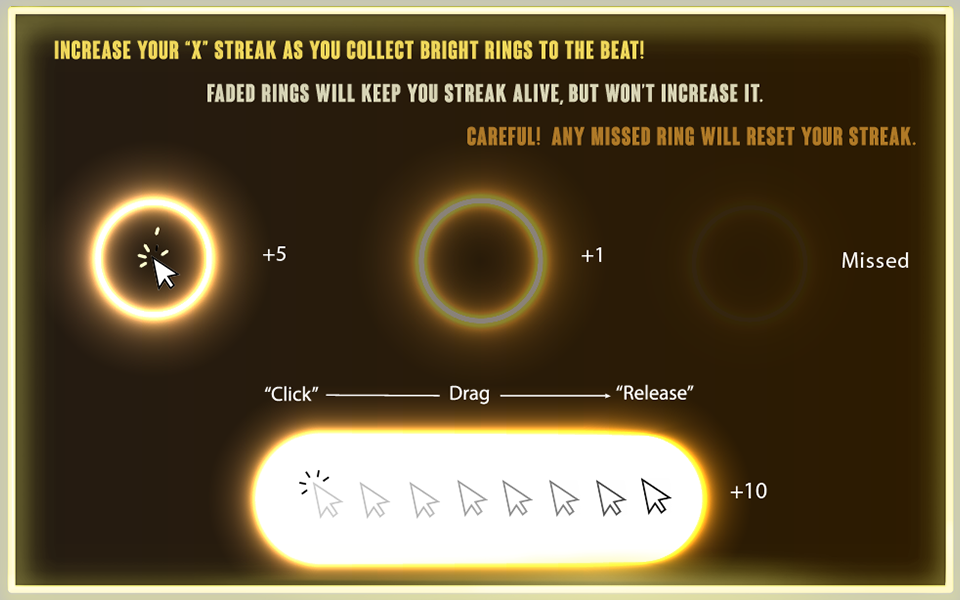 INCREASE YOUR “X” STREAK AS YOU COLLECT BRIGHT RINGS TO THE BEAT!
FADED RINGS WILL KEEP YOU STREAK ALIVE, BUT WON'T INCREASE IT.
CAREFUL! ANY MISSED RING WILL RESET YOUR STREAK.
+5
+1
Missed
“Click” Drag “Release”
+10